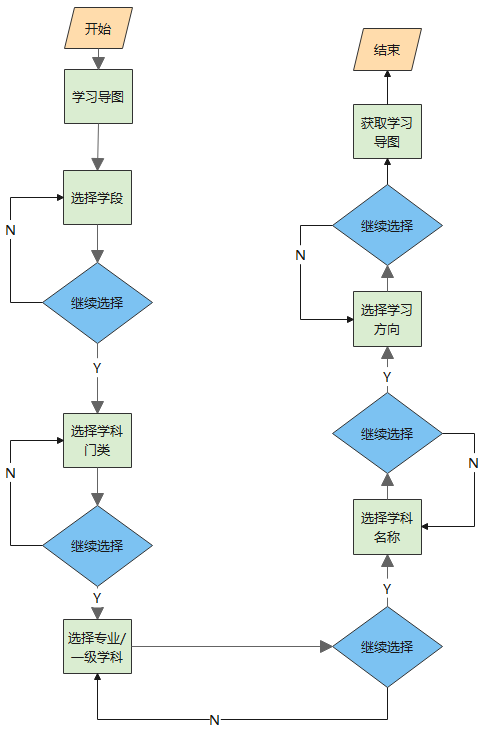 开始
学习导图
选择学段
N
继续选择
Y
选择学科
门类
N
继续选择
Y
选择专业/
一级学科
继续选择
N
Y
选择学科
名称
N
继续选择
Y
选择学习
方向
N
继续选择
获取学习
导图
结束